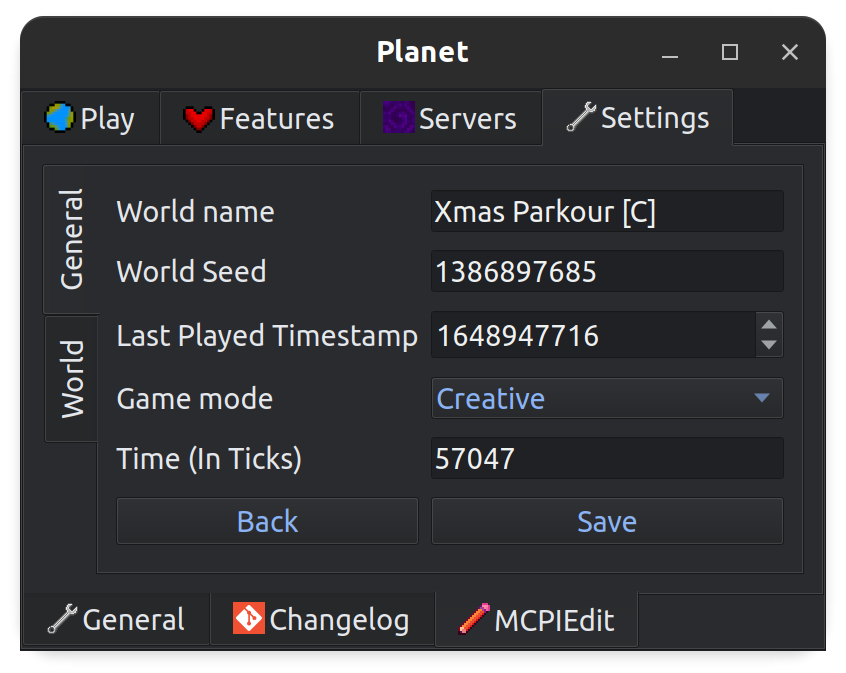 Planet
Play Features Servers Settings
General
World
World name Xmas Parkour [C]
World Seed 1386897685
Last Played Timestamp 1648947716
Game mode Creative
Time (In Ticks) 57047
Back Save
General Changelog MCPIEdit